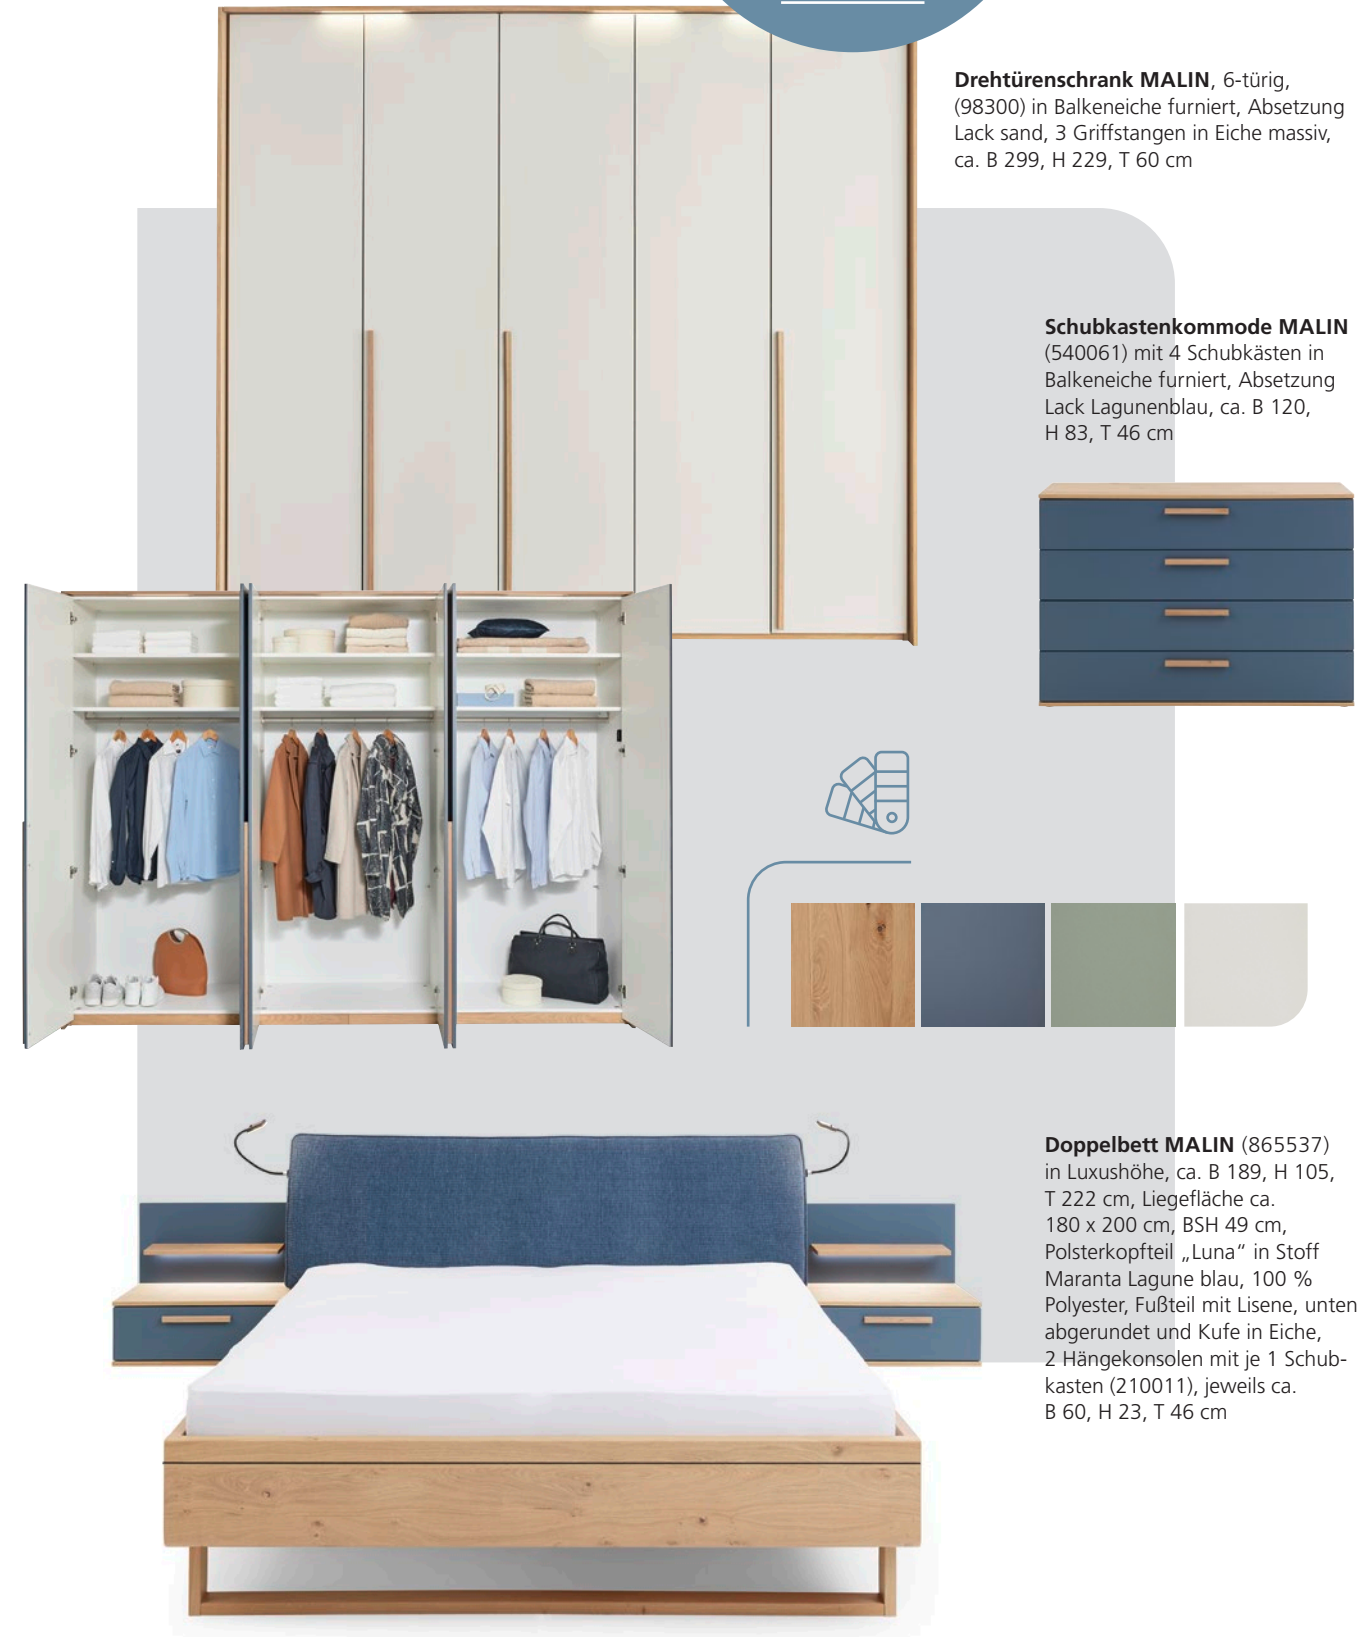 Drehtürenschrank MALIN, 6-türig,
(98300) in Balkeneiche furniert, Absetzung
Lack sand, 3 Griffstangen in Eiche massiv,
ca. B 299, H 229, T 60 cm
Schubkastenkommode MALIN
(540061) mit 4 Schubkästen in
Balkeneiche furniert, Absetzung
Lack Lagunenblau, ca. B 120,
H 83, T 46 cm
Doppelbett MALIN (865537)
in Luxushöhe, ca. B 189, H 105,
T 222 cm, Liegefläche ca.
180 x 200 cm, BSH 49 cm,
Polsterkopfteil „Luna“ in Stoff
Maranta Lagune blau, 100 %
Polyester, Fußteil mit Lisene, unten
abgerundet und Kufe in Eiche,
2 Hängekonsolen mit je 1 Schub-
kasten (210011), jeweils ca.
B 60, H 23, T 46 cm